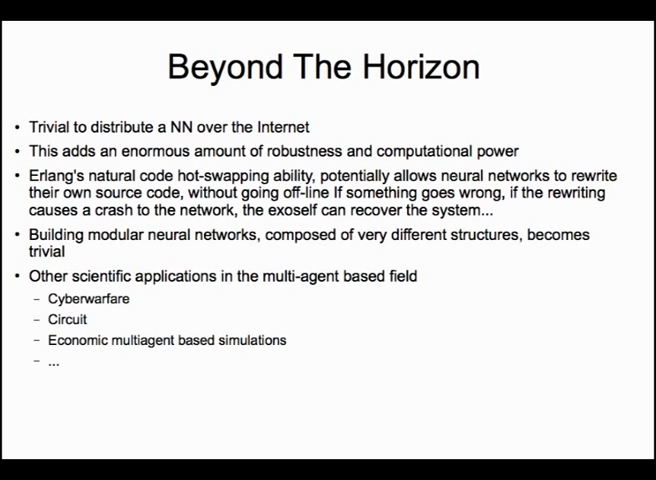 Beyond The Horizon
• Trivial to distribute a NN over the Internet
• This adds an enormous amount of robustness and computational power
• Erlang's natural code hot-swapping ability, potentially allows neural networks to rewrite
their own source code, without going off-line If something goes wrong, if the rewriting
causes a crash to the network, the exoself can recover the system...
• Building modular neural networks, composed of very different structures, becomes
trivial
• Other scientific applications in the multi-agent based field
– Cyberwarfare
– Circuit
– Economic multiagent based simulations
– ...